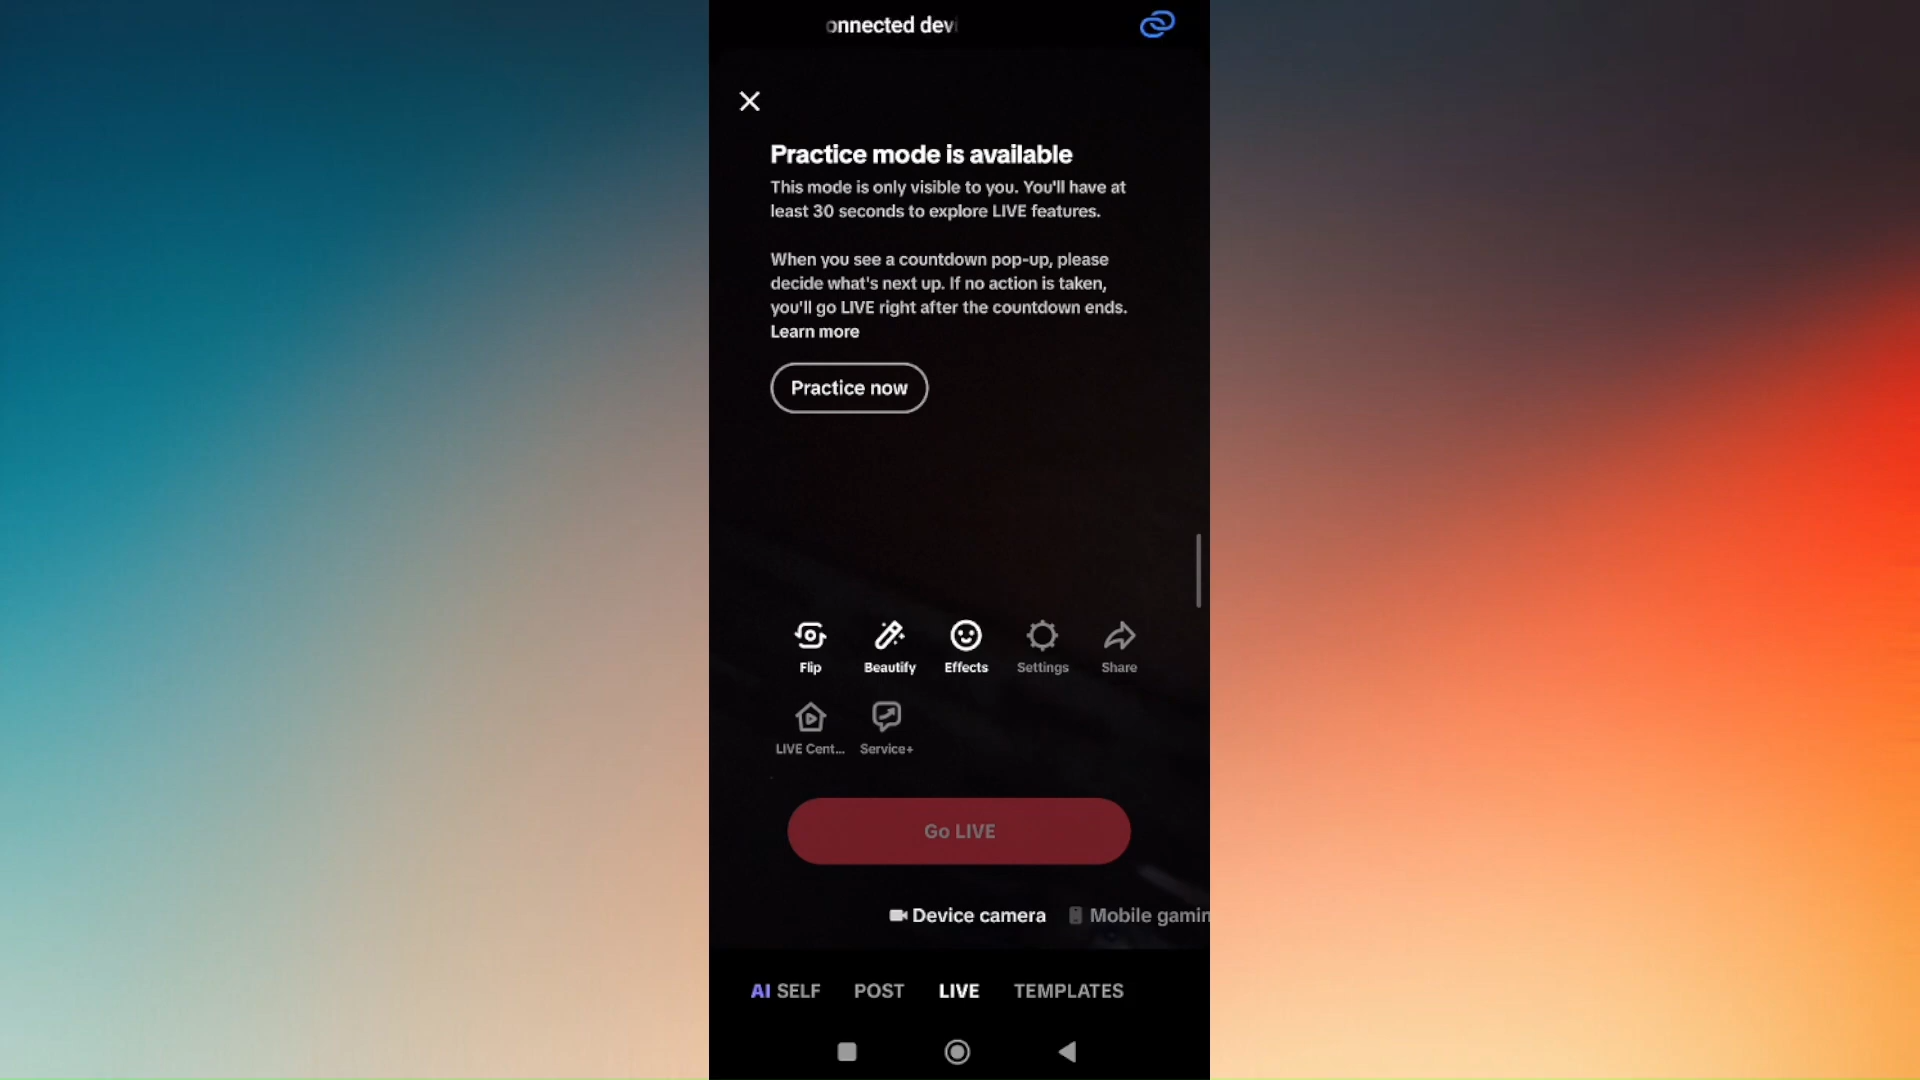 onnected devi
Practice mode is available
This mode is only visible to you. You'll have at
least 30 seconds to explore LIVE features.
When you see a countdown pop-up, please
decide what's next up. If no action is taken,
you'll go LIVE right after the countdown ends.
Learn more
Practice now
Flip Beautify Effects Settings Share
LIVE Cent... Service+
Go LIVE
Device camera Mobile gamin
AI SELF POST LIVE TEMPLATES